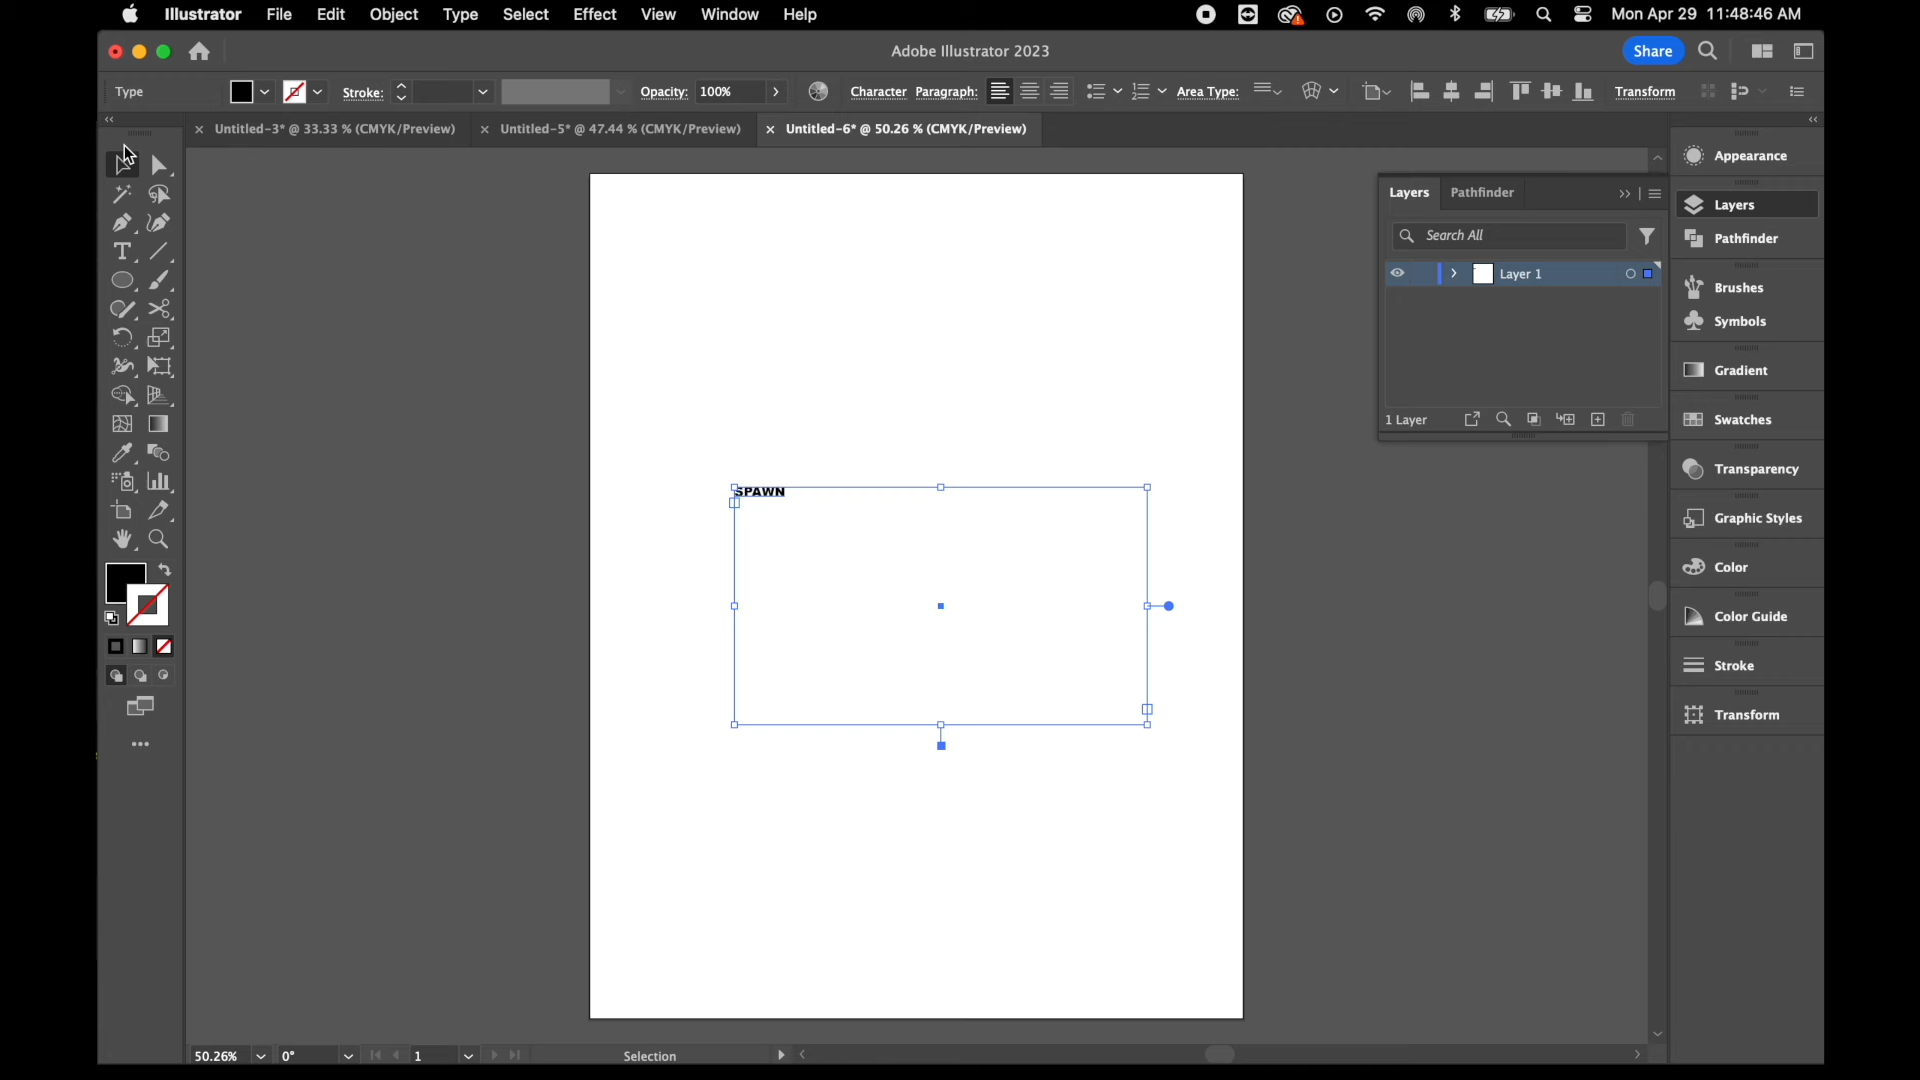 Illustrator File Edit Object Type Select Effect View Window Help Mon Apr 29 11:48:46 AM
Adobe Illustrator 2023 Share
Type Stroke: Opacity: 100% Character Paragraph: Area Type: Transform
Untitled-3* @ 33.33 % (CMYK/Preview) Untitled-5* @ 47.44 % (CMYK/Preview) Untitled-6* @ 50.26 % (CMYK/Preview)
Appearance
Layers Pathfinder
Layers
Search All
Pathfinder
Layer 1
Brushes
Symbols
Gradient
1 Layer
Swatches
Transparency
SPAWN
Graphic Styles
Color
Color Guide
Stroke
Transform
50.26% 0° 1 Selection